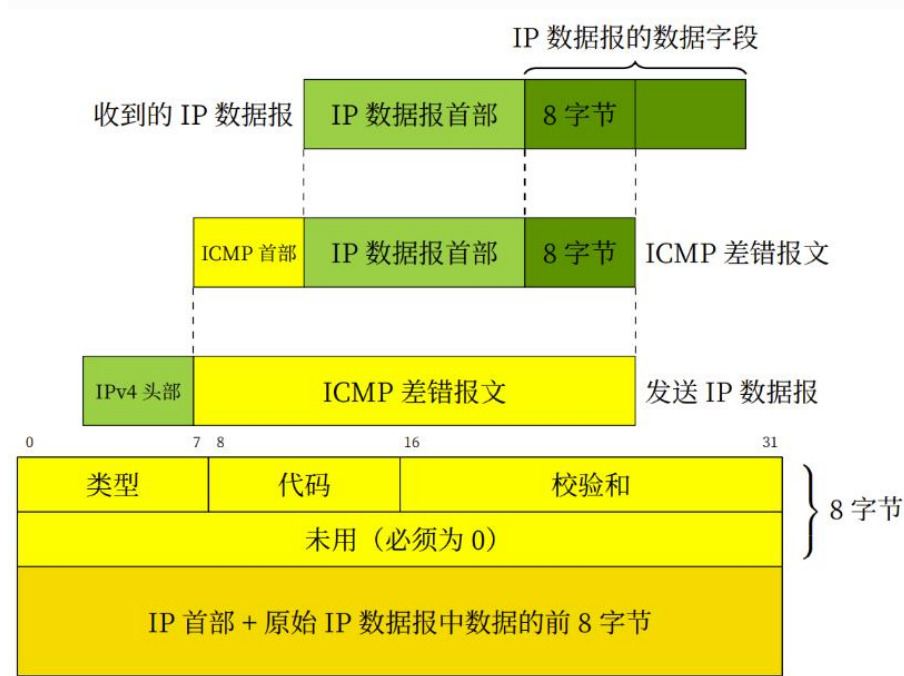 IP 数据报的数据字段
收到的 IP 数据报 IP 数据报首部 8 字节
ICMP 首部 IP 数据报首部 8 字节 ICMP 差错报文
IPv4 头部 ICMP 差错报文 发送 IP 数据报
0 7 8 16 31
类型 代码 校验和
8 字节
未用（必须为 0）
IP 首部 + 原始 IP 数据报中数据的前 8 字节